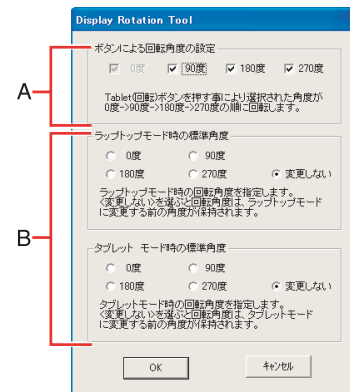 Display Rotation Tool
ボタンによる回転角度の設定
0度 90度 180度 270度
Tablet(回転)ボタンを押す事により選択された角度が
0度->90度->180度->270度の順に回転します。
A
ラップトップモード時の標準角度
0度 90度
180度 270度 変更しない
ラップトップモード時の回転角度を指定します。
<変更しない>を選ぶと回転角度は、ラップトップモード
に変更する前の角度が保持されます。
B
タブレット モード時の標準角度
0度 90度
180度 270度 変更しない
タブレットモード時の回転角度を指定します。
<変更しない>を選ぶと回転角度は、タブレットモード
に変更する前の角度が保持されます。
OK キャンセル